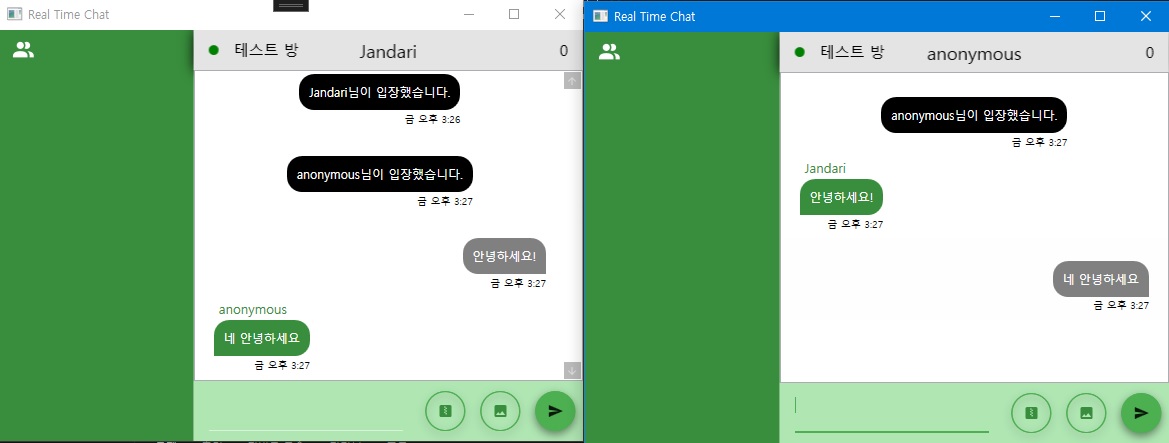 Real Time Chat
테스트 방 Jandari 0
Jandari님이 입장했습니다.
금 오후 3:26
anonymous님이 입장했습니다.
금 오후 3:27
안녕하세요!
금 오후 3:27
anonymous
네 안녕하세요
금 오후 3:27
Real Time Chat
테스트 방 anonymous 0
anonymous님이 입장했습니다.
금 오후 3:27
Jandari
안녕하세요!
금 오후 3:27
네 안녕하세요
금 오후 3:27